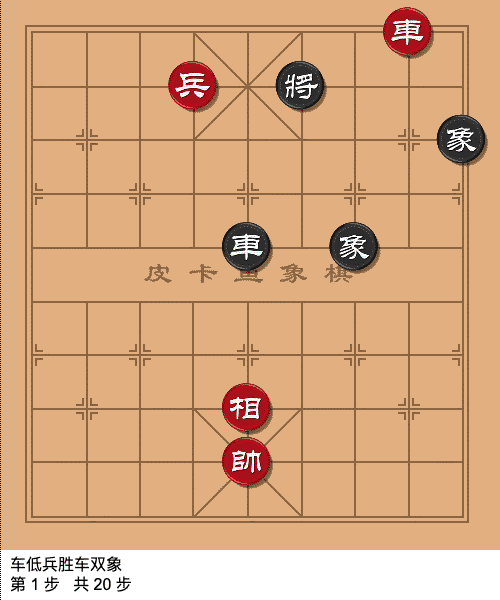 車
兵 將
象
車 象
皮卡鱼象棋
相
帥
车低兵胜车双象
第 1 步 共 20 步